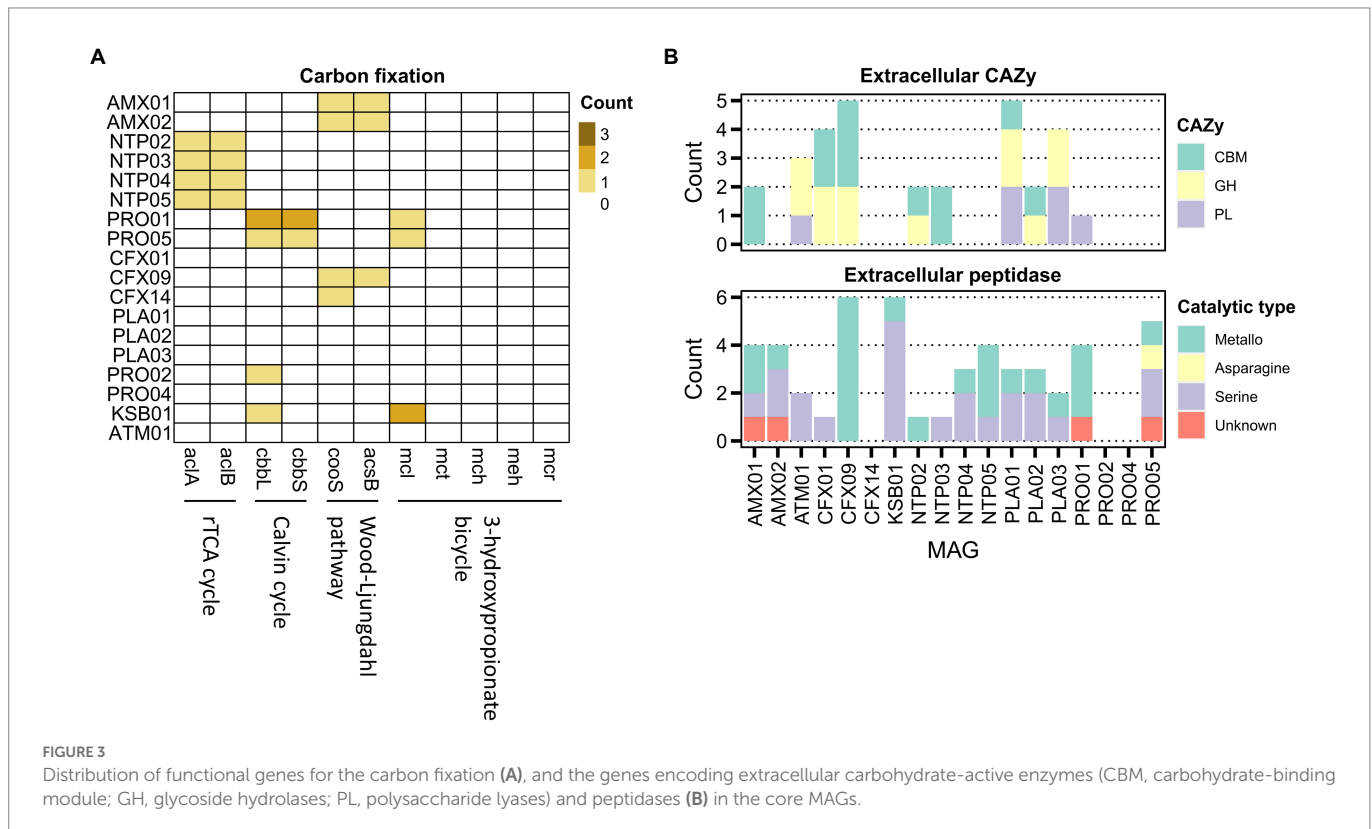 A
Carbon fixation
AMX01
AMX02
NTP02
NTP03
NTP04
NTP05
PRO01
PRO05
CFX01
CFX09
CFX14
PLA01
PLA02
PLA03
PRO02
PRO04
KSB01
ATM01
aclA
aclB
cbbL
cbbS
cooS
acsB
mcl
mct
mch
meh
mcr
rTCA cycle
Calvin cycle
Wood-Ljungdahl
pathway
3-hydroxypropionate
bicycle
Count
3
2
1
0
B
Extracellular CAZy
Count
5
4
3
2
1
0
CAZy
CBM
GH
PL
Extracellular peptidase
Count
6
4
2
0
Catalytic type
Metallo
Asparagine
Serine
Unknown
AMX01
AMX02
ATM01
CFX01
CFX09
CFX14
KSB01
NTP02
NTP03
NTP04
NTP05
PLA01
PLA02
PLA03
PRO01
PRO02
PRO04
PRO05
MAG
FIGURE 3
Distribution of functional genes for the carbon fixation (A), and the genes encoding extracellular carbohydrate-active enzymes (CBM, carbohydrate-binding
module; GH, glycoside hydrolases; PL, polysaccharide lyases) and peptidases (B) in the core MAGs.